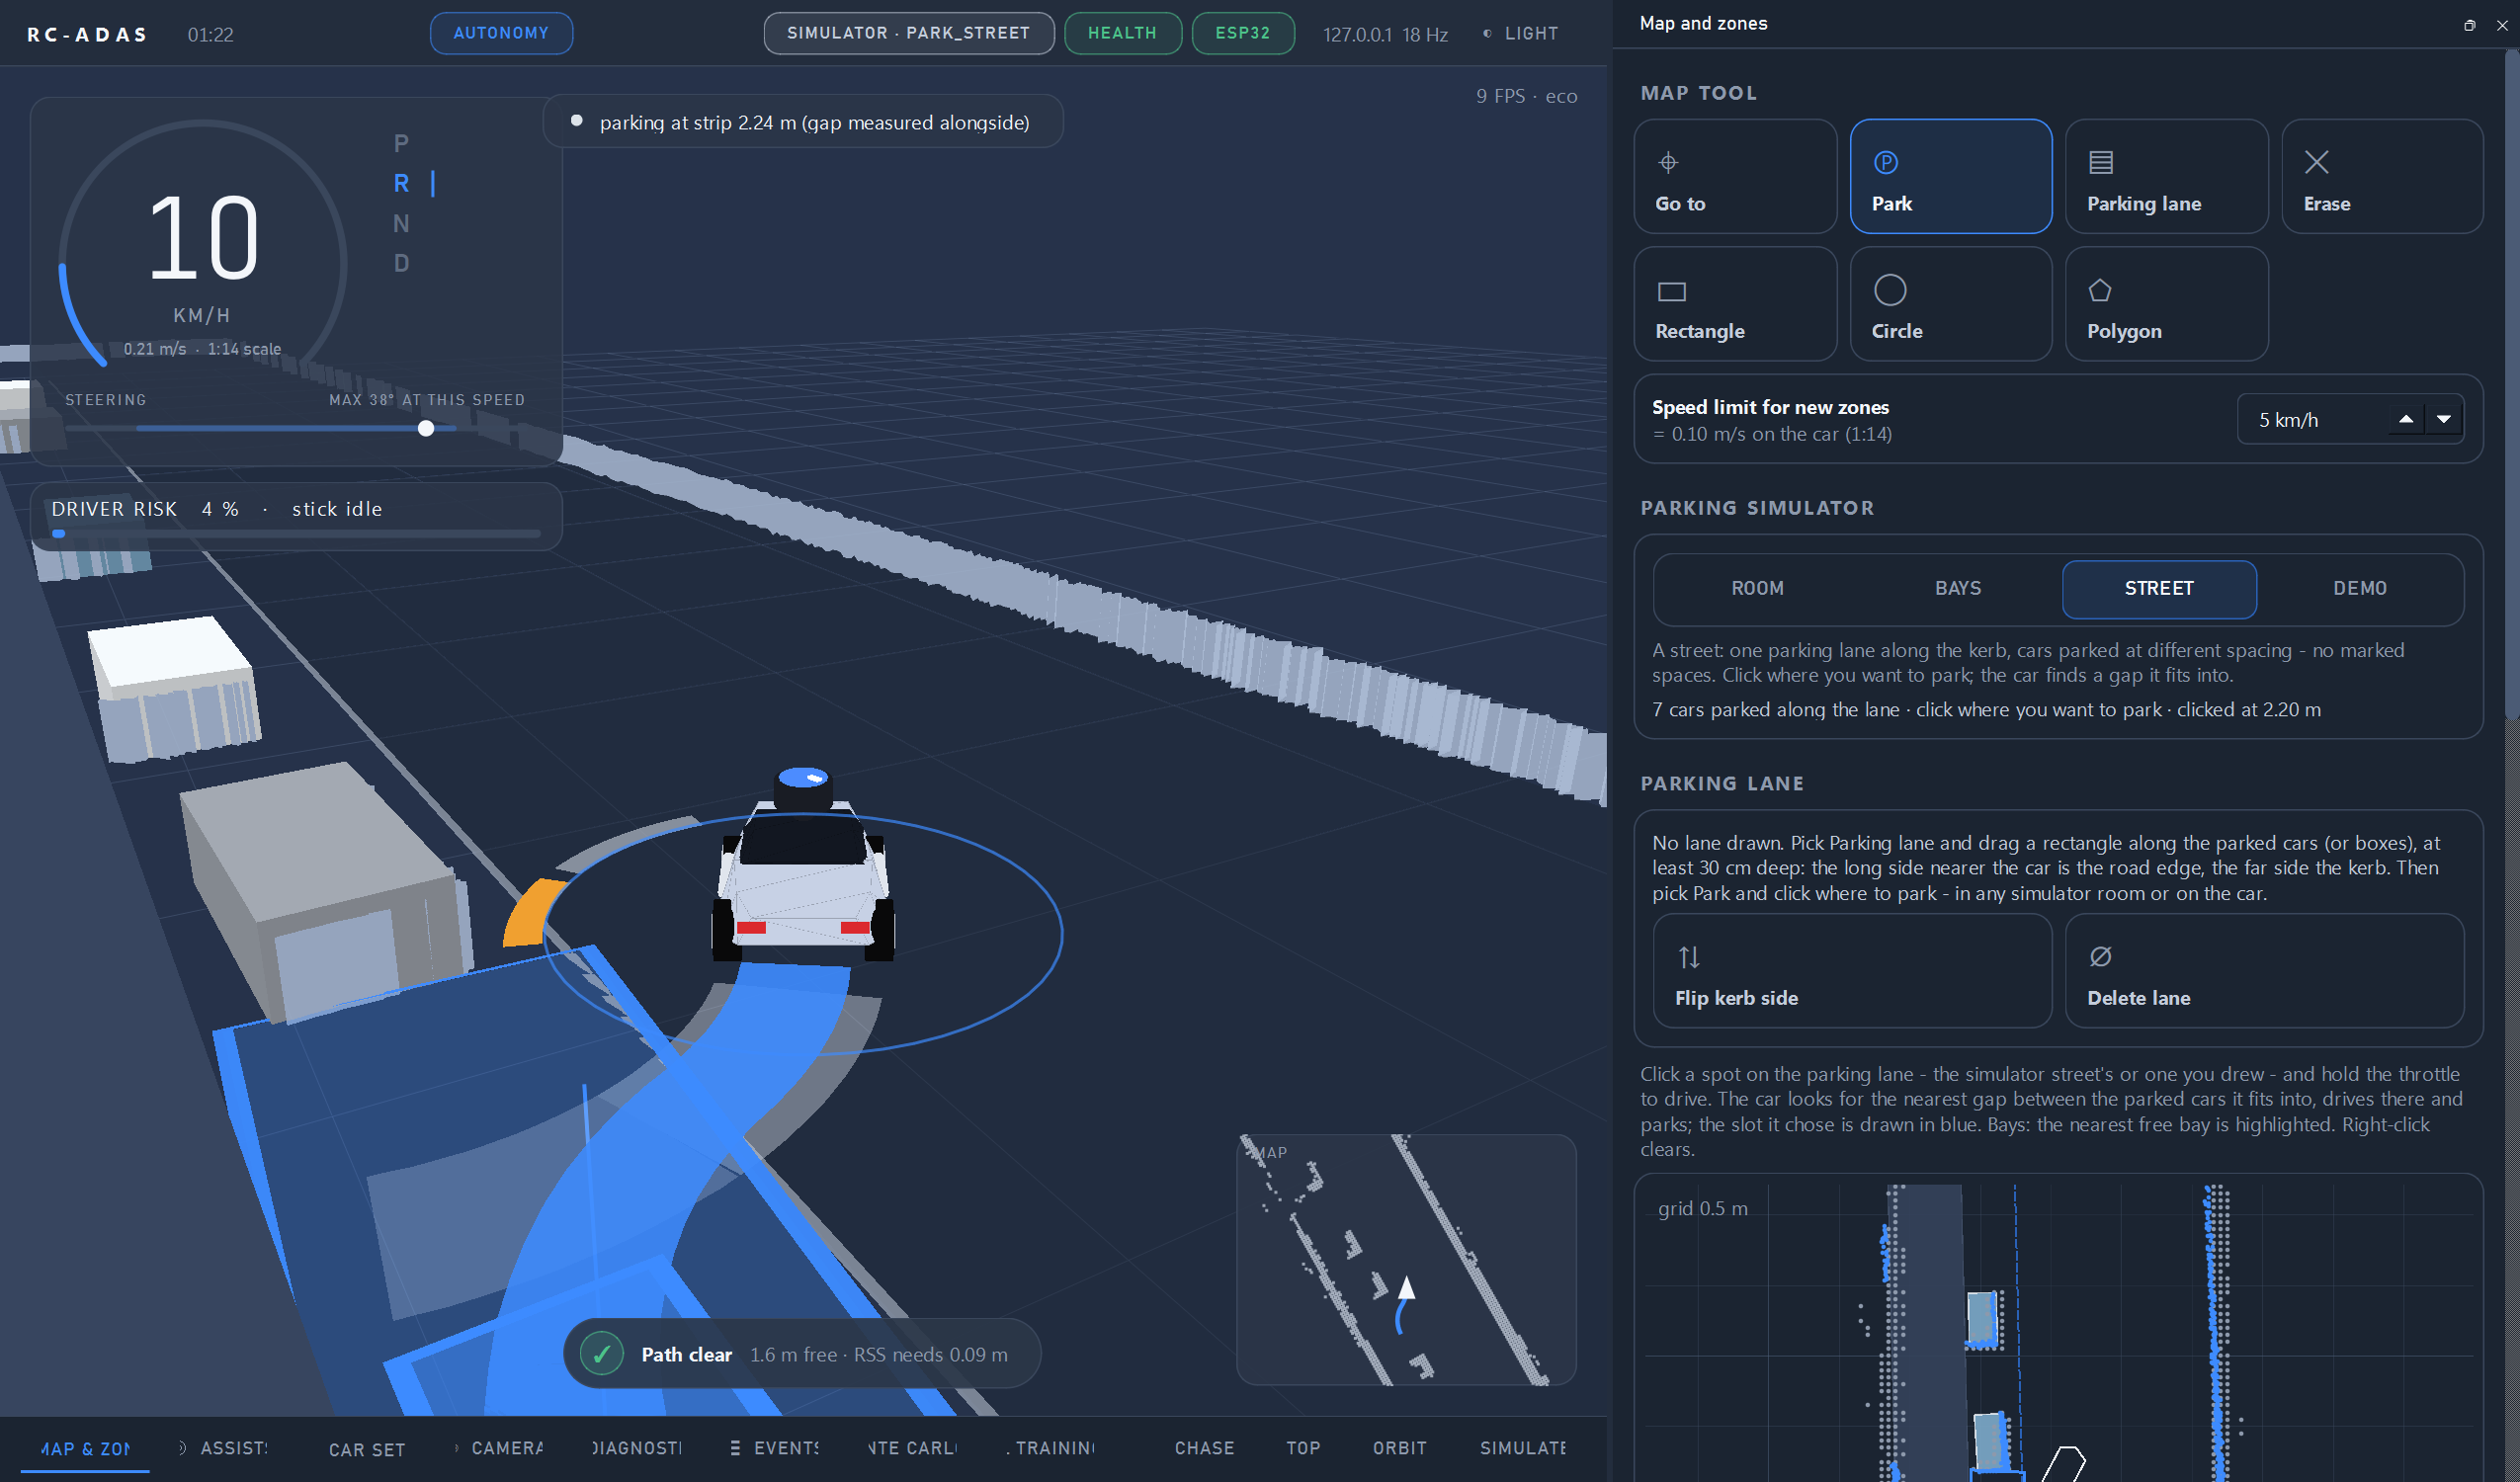 RC-ADAS 01:22 AUTONOMY SIMULATOR · PARK_STREET HEALTH ESP32 127.0.0.1 18 Hz LIGHT
9 FPS · eco
parking at strip 2.24 m (gap measured alongside)
P
R
N
D
10
KM/H
0.21 m/s · 1:14 scale
STEERING MAX 38° AT THIS SPEED
DRIVER RISK 4 % · stick idle
MAP
Path clear 1.6 m free · RSS needs 0.09 m
MAP & ZON ASSISTS CAR SET CAMERA DIAGNOSTI EVENTS NTE CARL TRAINING CHASE TOP ORBIT SIMULATE
Map and zones
MAP TOOL
Go to Park Parking lane Erase
Rectangle Circle Polygon
Speed limit for new zones
= 0.10 m/s on the car (1:14)
5 km/h
PARKING SIMULATOR
ROOM BAYS STREET DEMO
A street: one parking lane along the kerb, cars parked at different spacing - no marked
spaces. Click where you want to park; the car finds a gap it fits into.
7 cars parked along the lane · click where you want to park · clicked at 2.20 m
PARKING LANE
No lane drawn. Pick Parking lane and drag a rectangle along the parked cars (or boxes), at
least 30 cm deep: the long side nearer the car is the road edge, the far side the kerb. Then
pick Park and click where to park - in any simulator room or on the car.
Flip kerb side Delete lane
Click a spot on the parking lane - the simulator street's or one you drew - and hold the throttle
to drive. The car looks for the nearest gap between the parked cars it fits into, drives there and
parks; the slot it chose is drawn in blue. Bays: the nearest free bay is highlighted. Right-click
clears.
grid 0.5 m